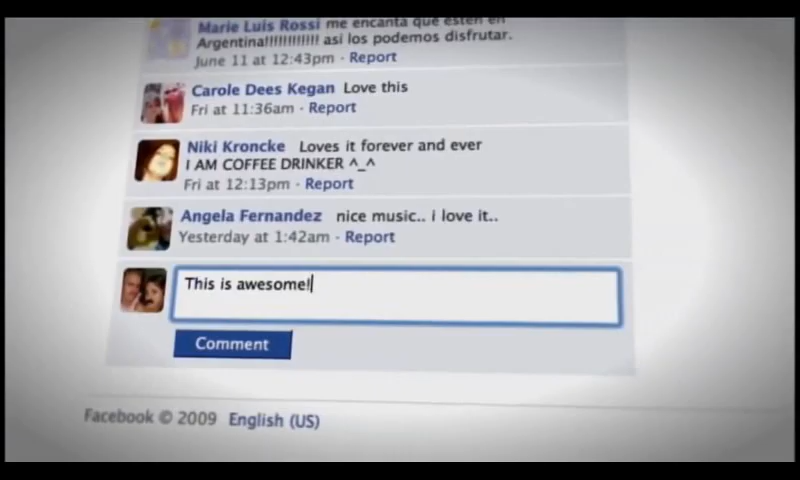 Marie Luis Rossi me encanta que esten en
Argentina!!!!!!!!!!!! asi los podemos disfrutar.
June 11 at 12:43pm · Report
Carole Dees Kegan Love this
Fri at 11:36am · Report
Niki Kroncke Loves it forever and ever
I AM COFFEE DRINKER ^_^
Fri at 12:13pm · Report
Angela Fernandez nice music.. i love it..
Yesterday at 1:42am · Report
This is awesome!
Comment
Facebook © 2009 English (US)